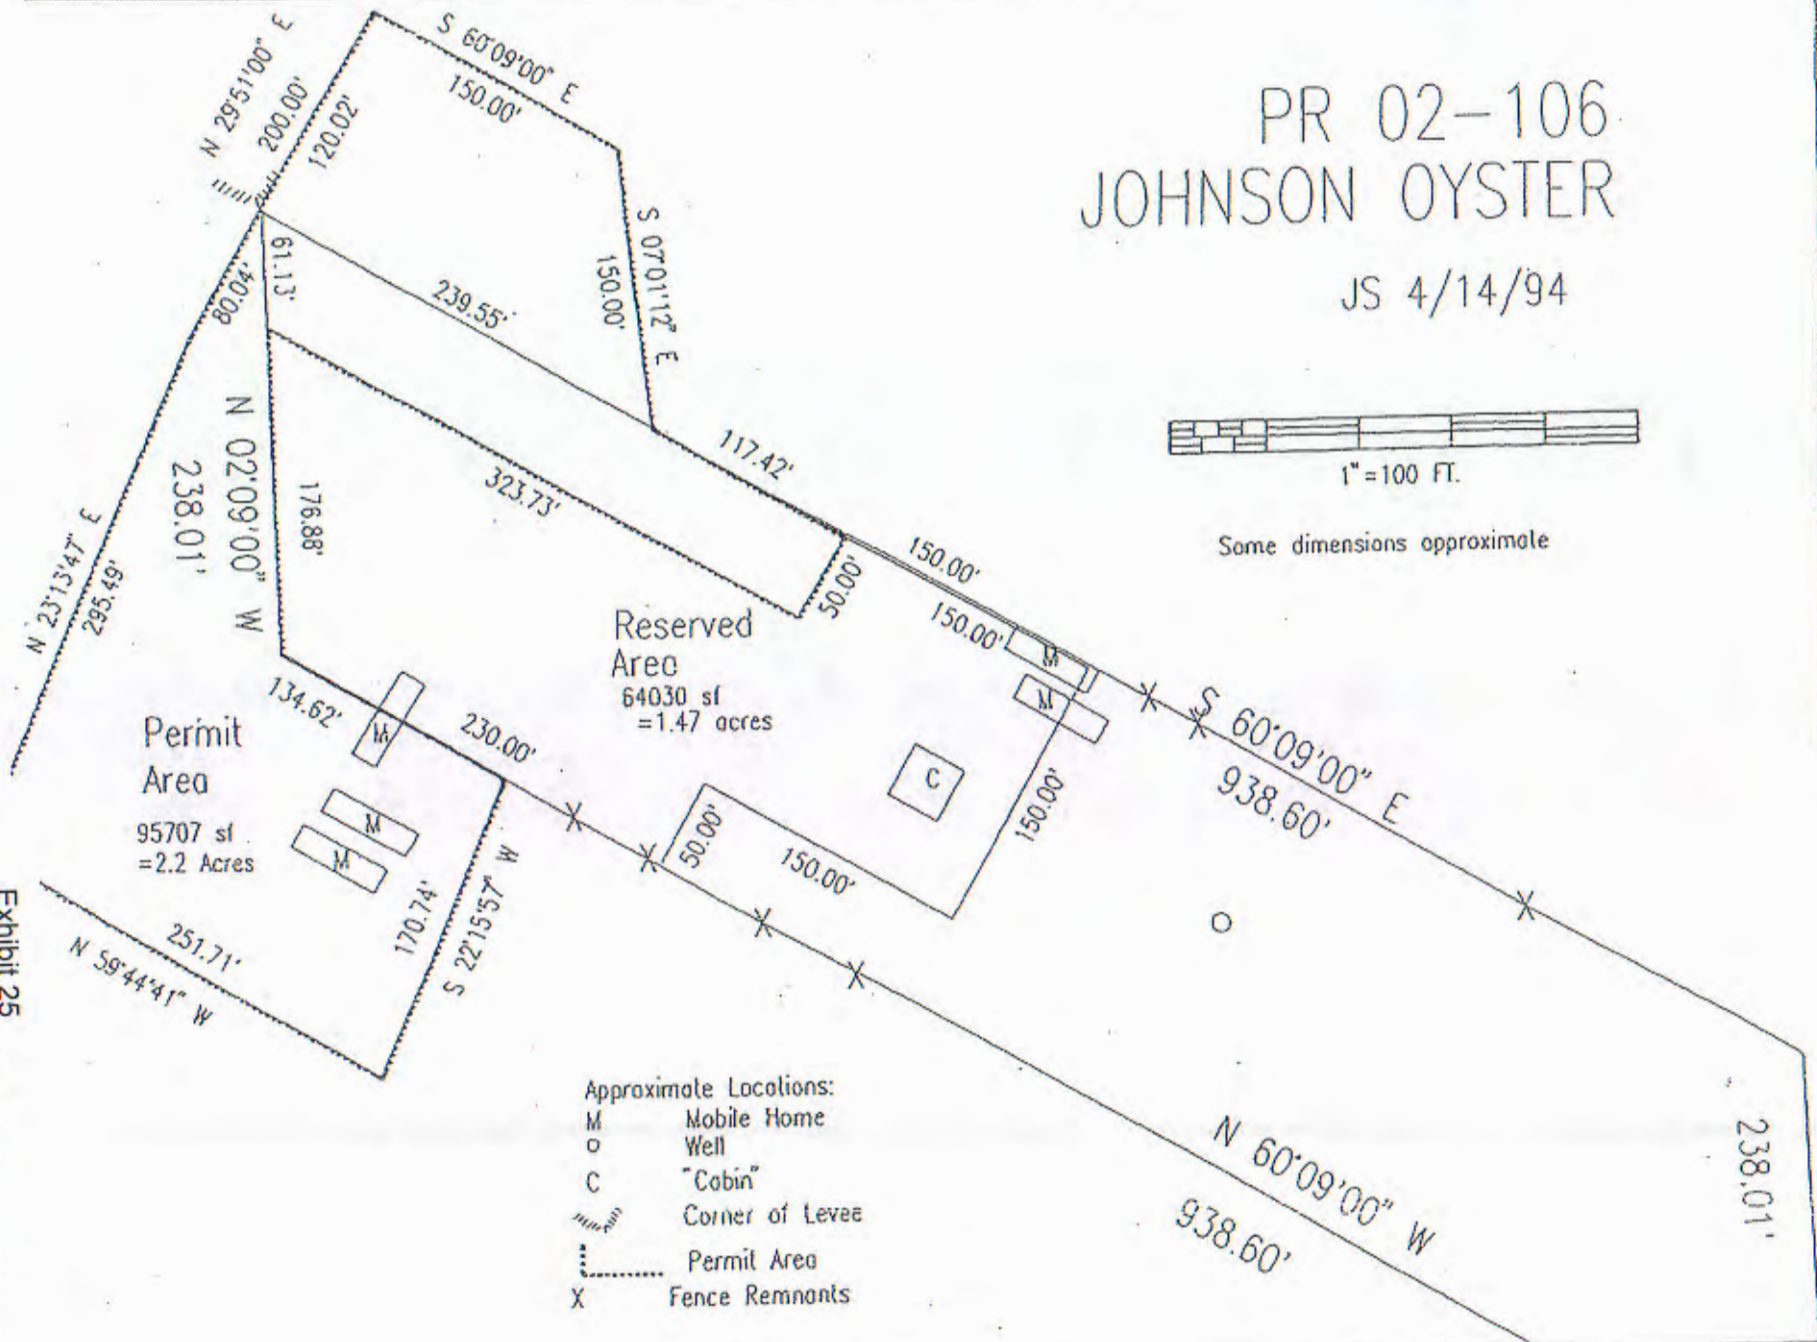 PR 02-106
JOHNSON OYSTER
JS 4/14/94
1"=100 FT.
Some dimensions approximate
N 29°51'00" E
200.00'
120.02'
S 60°09'00" E
150.00'
S 07°01'12" E
150.00'
61.13'
80.04'
239.55'
117.42'
323.73'
50.00'
150.00'
150.00'
N 02°09'00" W
238.01'
176.88'
N 23°13'47" E
295.49'
Reserved
Area
64030 sf
=1.47 acres
M
M
C
S 60°09'00" E
938.60'
134.62'
230.00'
M
Permit
Area
95707 sf
=2.2 Acres
M
M
50.00'
150.00'
150.00'
170.74'
S 22°15'57" W
251.71'
N 59°44'41" W
Exhibit 25
N 60°09'00" W
938.60'
238.01'
Approximate Locations:
M Mobile Home
O Well
C "Cabin"
Corner of Levee
Permit Area
X Fence Remnants